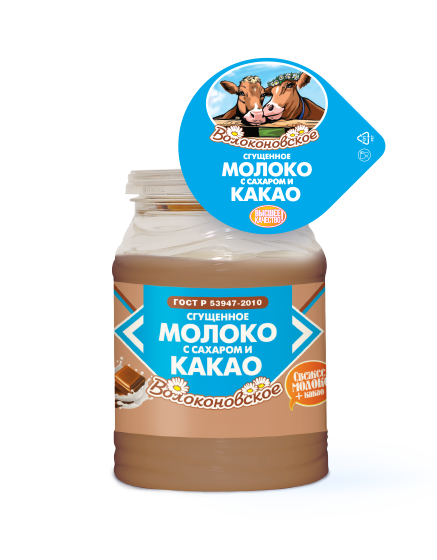 Волоконовское
СГУЩЕННОЕ
МОЛОКО
С САХАРОМ И
КАКАО
ВЫСШЕЕ
КАЧЕСТВО!
ГОСТ Р 53947-2010
СГУЩЕННОЕ
МОЛОКО
С САХАРОМ И
КАКАО
Волоконовское
Свежее
МОЛОКО
+ какао